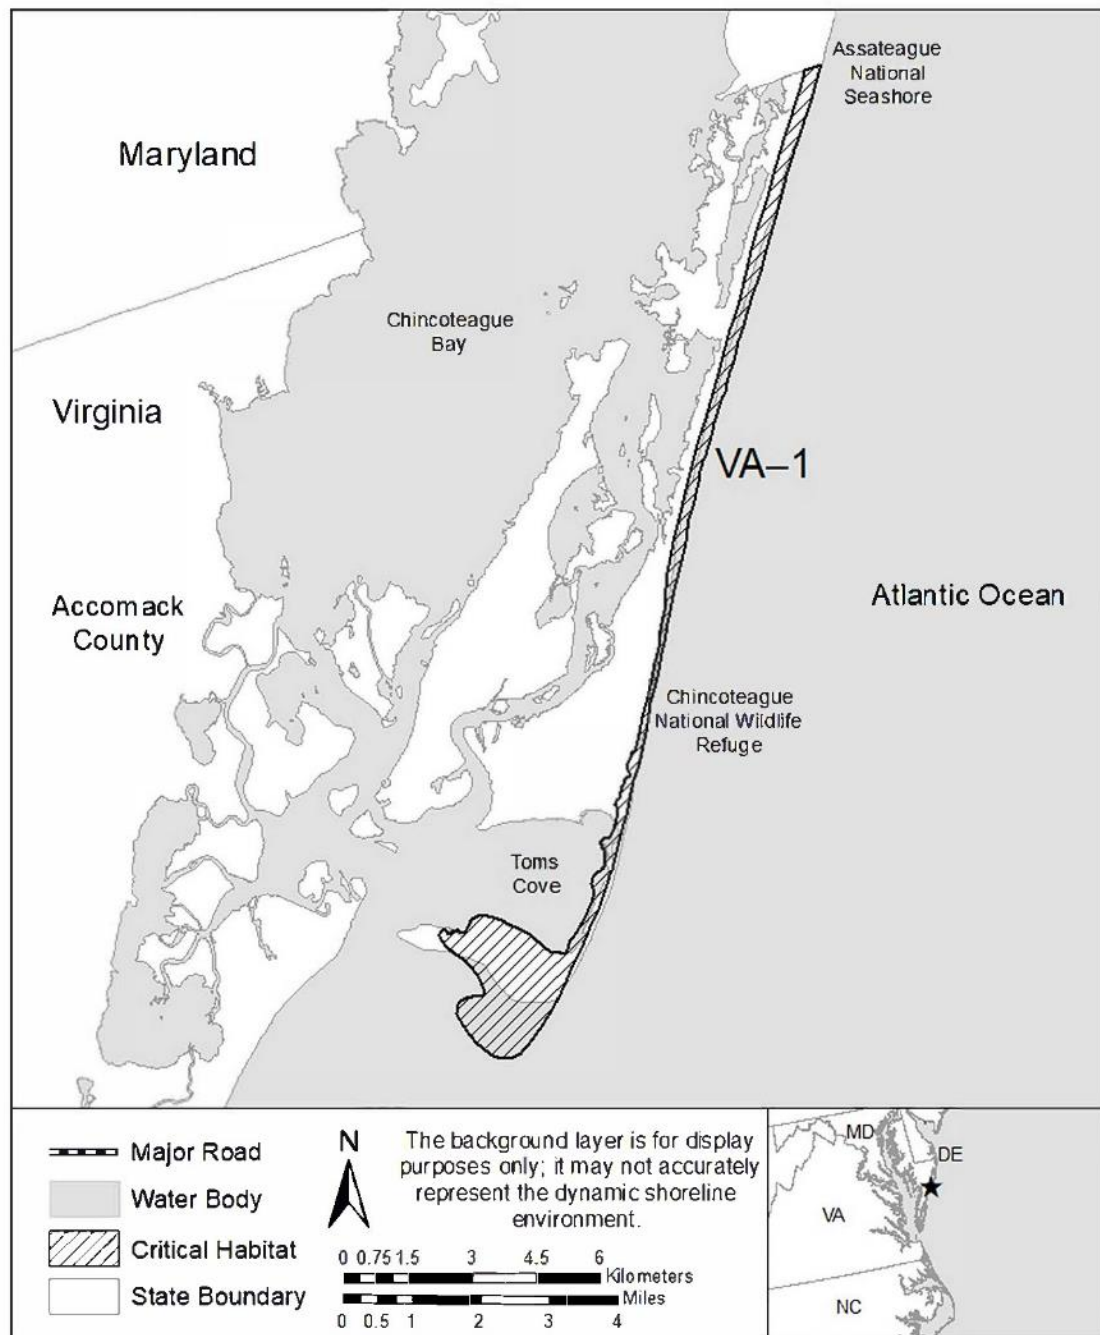 Assateague
National
Seashore
Maryland
Chincoteague
Bay
Virginia
VA–1
Accomack
County
Atlantic Ocean
Chincoteague
National Wildlife
Refuge
Toms
Cove
Major Road
Water Body
Critical Habitat
State Boundary
N
The background layer is for display
purposes only; it may not accurately
represent the dynamic shoreline
environment.
0 0.75 1.5 3 4.5 6
Kilometers
Miles
0 0.5 1 2 3 4
MD
DE
VA
NC